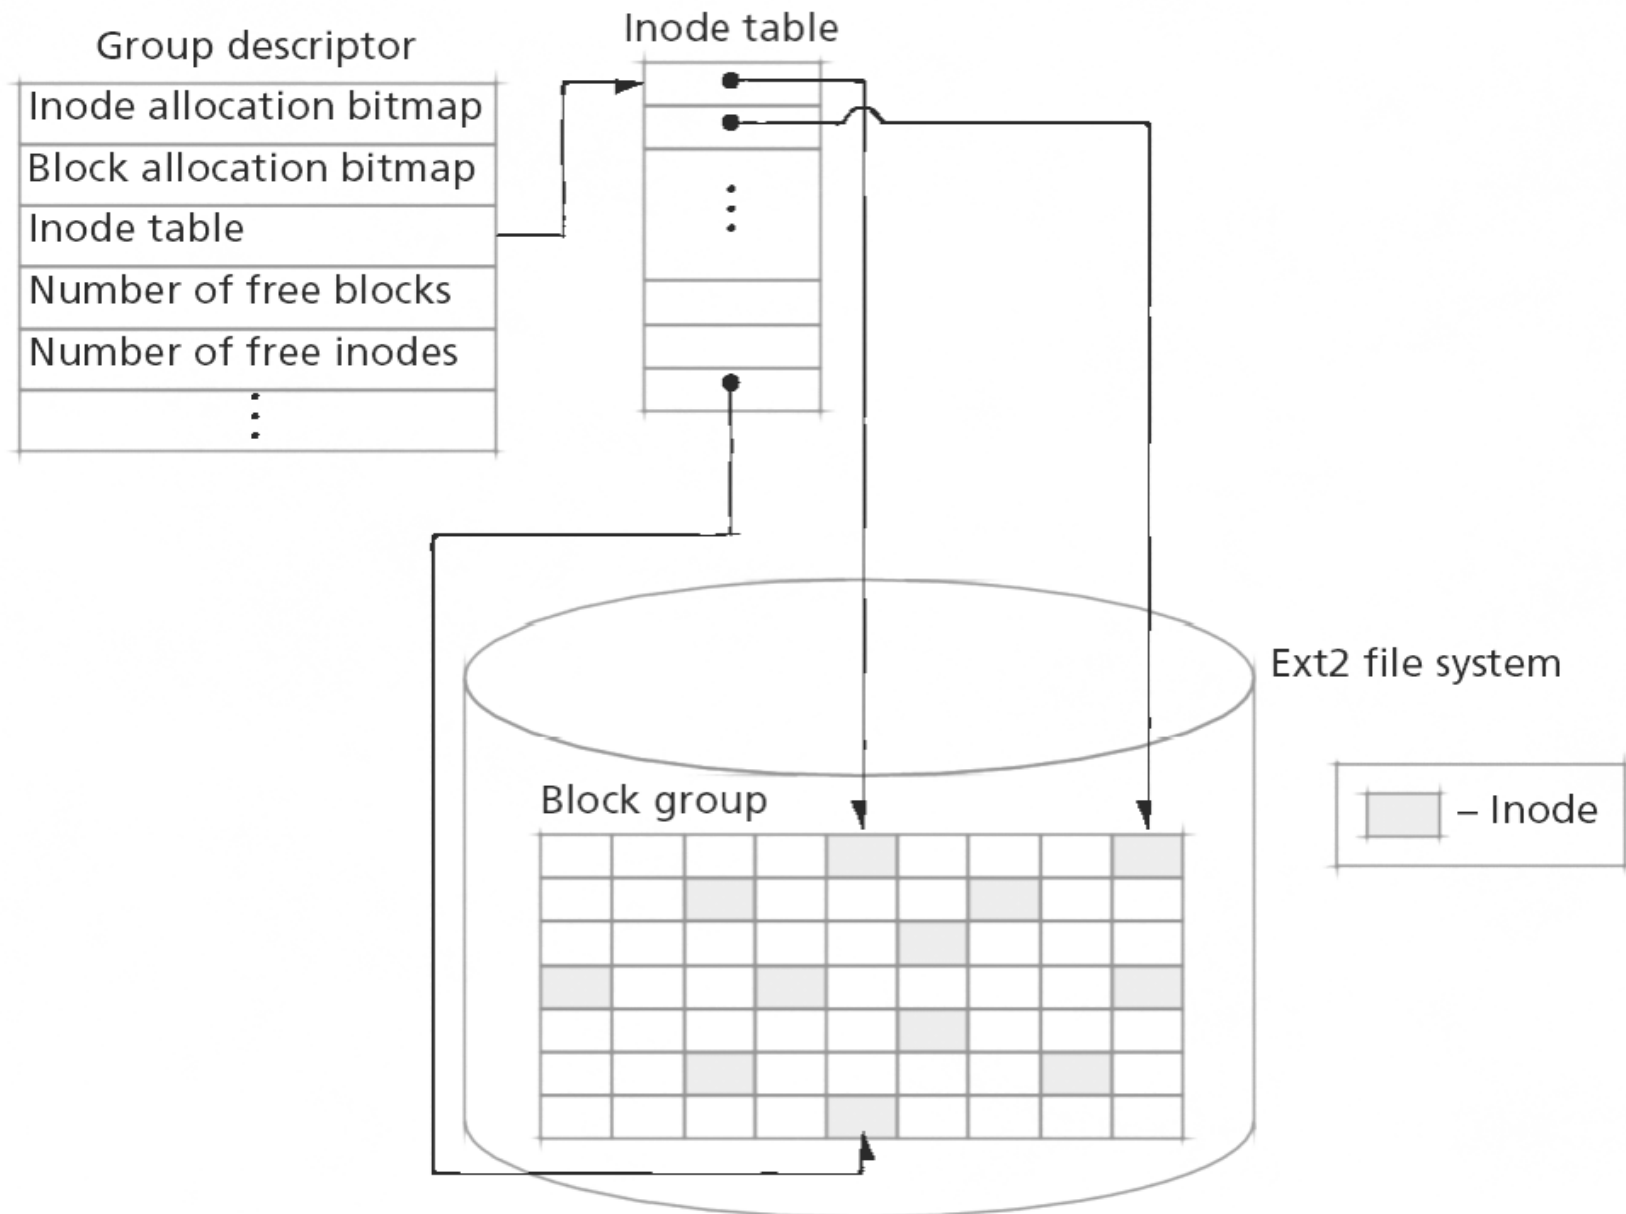 Group descriptor
Inode allocation bitmap
Block allocation bitmap
Inode table
Number of free blocks
Number of free inodes
Inode table
Ext2 file system
Block group
– Inode